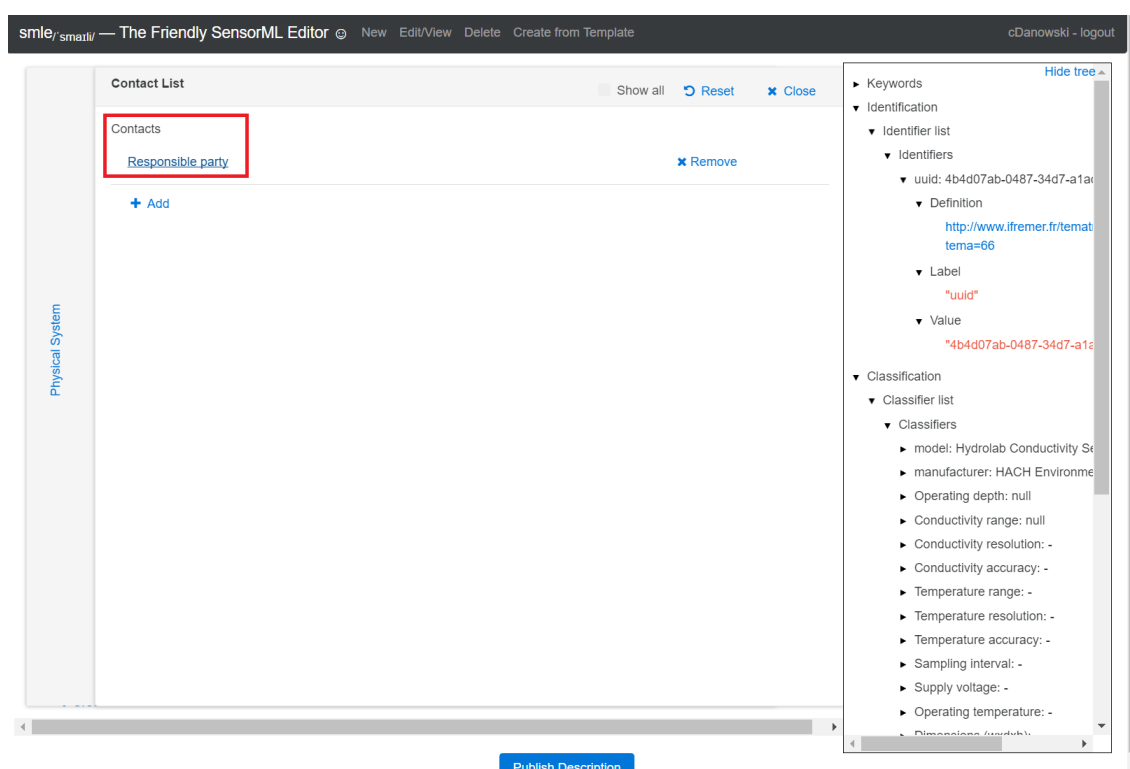 smle/ˈsmaɪli/ — The Friendly SensorML Editor ☺ New Edit/View Delete Create from Template cDanowski - logout
Contact List
Show all Reset Close
Contacts
Responsible party
Remove
Add
Physical System
Hide tree
Keywords
Identification
Identifier list
Identifiers
uuid: 4b4d07ab-0487-34d7-a1a
Definition
http://www.ifremer.fr/temat
tema=66
Label
"uuid"
Value
"4b4d07ab-0487-34d7-a1a
Classification
Classifier list
Classifiers
model: Hydrolab Conductivity Se
manufacturer: HACH Environme
Operating depth: null
Conductivity range: null
Conductivity resolution: -
Conductivity accuracy: -
Temperature range: -
Temperature resolution: -
Temperature accuracy: -
Sampling interval: -
Supply voltage: -
Operating temperature: -
Dimensions (wxdxh):
Publish Description